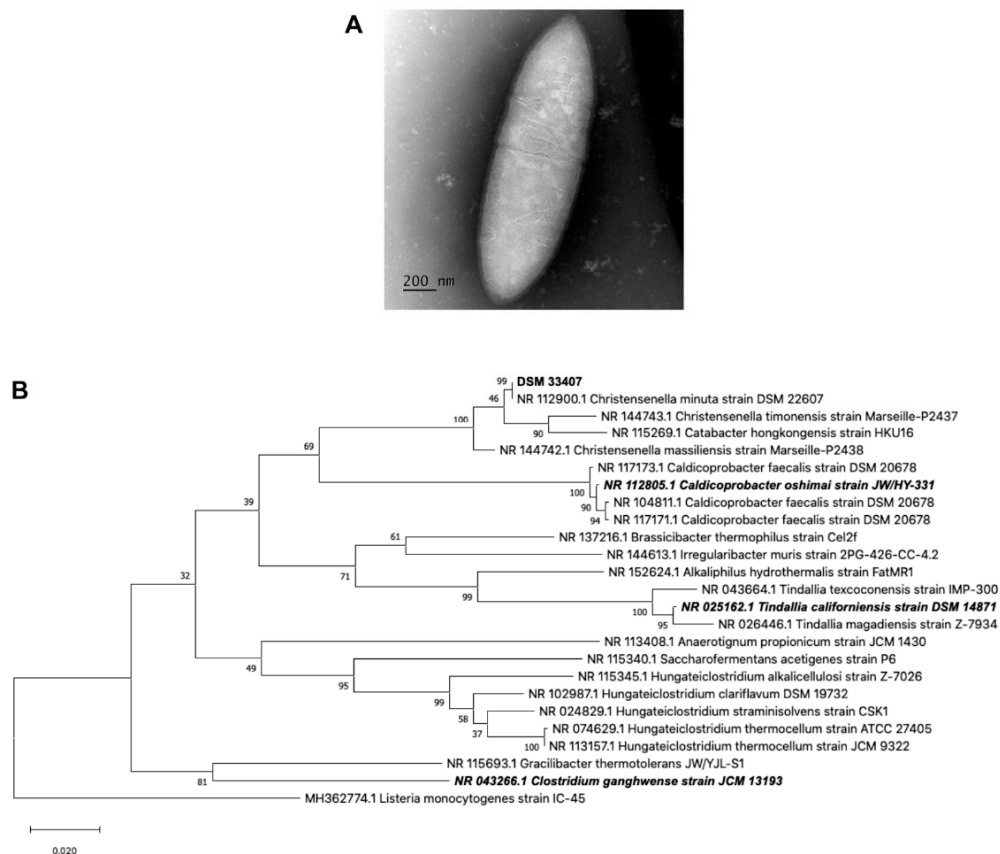 A
200 nm
B
99
DSM 33407
46
NR 112900.1 Christensenella minuta strain DSM 22607
100
NR 144743.1 Christensenella timonensis strain Marseille-P2437
90
NR 115269.1 Catabacter hongkongensis strain HKU16
69
NR 144742.1 Christensenella massiliensis strain Marseille-P2438
NR 117173.1 Caldicoprobacter faecalis strain DSM 20678
100
NR 112805.1 Caldicoprobacter oshimai strain JW/HY-331
39
90
NR 104811.1 Caldicoprobacter faecalis strain DSM 20678
94
NR 117171.1 Caldicoprobacter faecalis strain DSM 20678
61
NR 137216.1 Brassicibacter thermophilus strain Cel2f
71
NR 144613.1 Irregularibacter muris strain 2PG-426-CC-4.2
32
NR 152624.1 Alkaliphilus hydrothermalis strain FatMR1
99
NR 043664.1 Tindallia texcoconensis strain IMP-300
100
NR 025162.1 Tindallia californiensis strain DSM 14871
95
NR 026446.1 Tindallia magadiensis strain Z-7934
NR 113408.1 Anaerotignum propionicum strain JCM 1430
49
NR 115340.1 Saccharofermentans acetigenes strain P6
95
NR 115345.1 Hungateiclostridium alkalicellulosi strain Z-7026
99
NR 102987.1 Hungateiclostridium clariflavum DSM 19732
58
NR 024829.1 Hungateiclostridium straminisolvens strain CSK1
37
NR 074629.1 Hungateiclostridium thermocellum strain ATCC 27405
100
NR 113157.1 Hungateiclostridium thermocellum strain JCM 9322
NR 115693.1 Gracilibacter thermotolerans JW/YJL-S1
81
NR 043266.1 Clostridium ganghwense strain JCM 13193
MH362774.1 Listeria monocytogenes strain IC-45
0.020